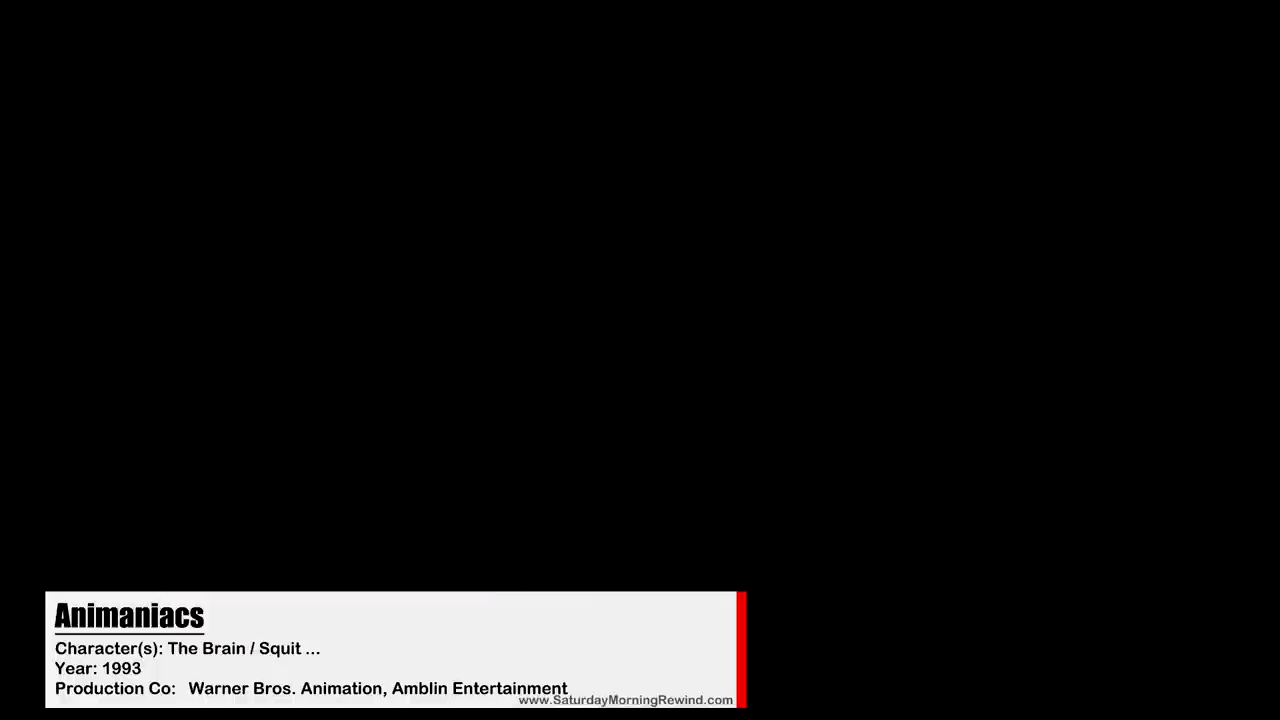 Animaniacs
Character(s): The Brain / Squit ...
Year: 1993
Production Co: Warner Bros. Animation, Amblin Entertainment
www.SaturdayMorningRewind.com